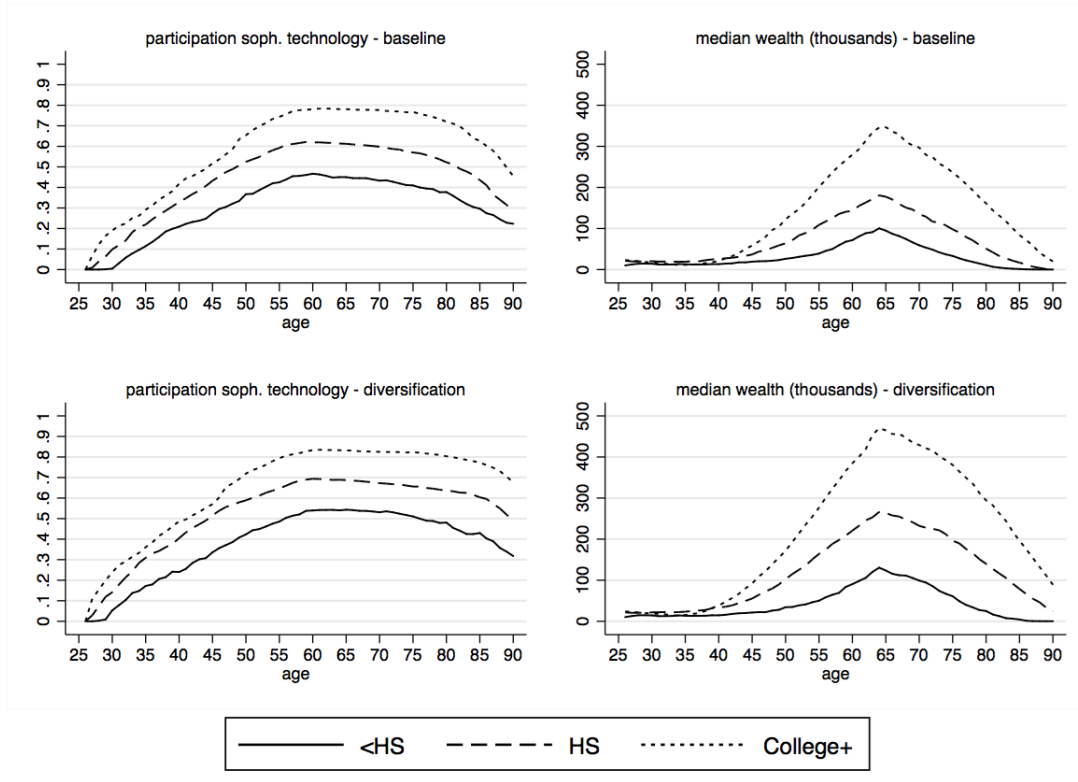 participation soph. technology - baseline
0 .1 .2 .3 .4 .5 .6 .7 .8 .9 1
25 30 35 40 45 50 55 60 65 70 75 80 85 90
age
median wealth (thousands) - baseline
0 100 200 300 400 500
25 30 35 40 45 50 55 60 65 70 75 80 85 90
age
participation soph. technology - diversification
0 .1 .2 .3 .4 .5 .6 .7 .8 .9 1
25 30 35 40 45 50 55 60 65 70 75 80 85 90
age
median wealth (thousands) - diversification
0 100 200 300 400 500
25 30 35 40 45 50 55 60 65 70 75 80 85 90
age
<HS HS College+